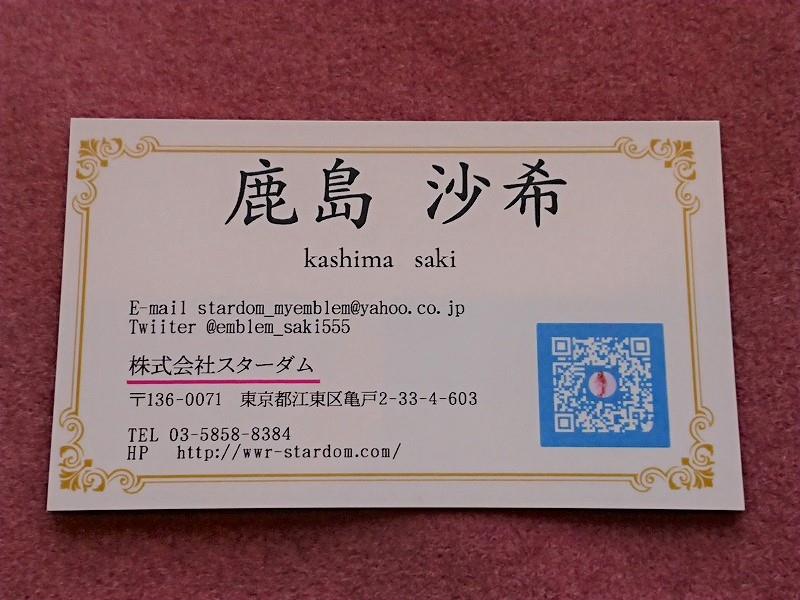 鹿島 沙希
kashima saki
E-mail stardom_myemblem@yahoo.co.jp
Twiiter @emblem_saki555
株式会社スターダム
〒136-0071 東京都江東区亀戸2-33-4-603
TEL 03-5858-8384
HP http://wwr-stardom.com/